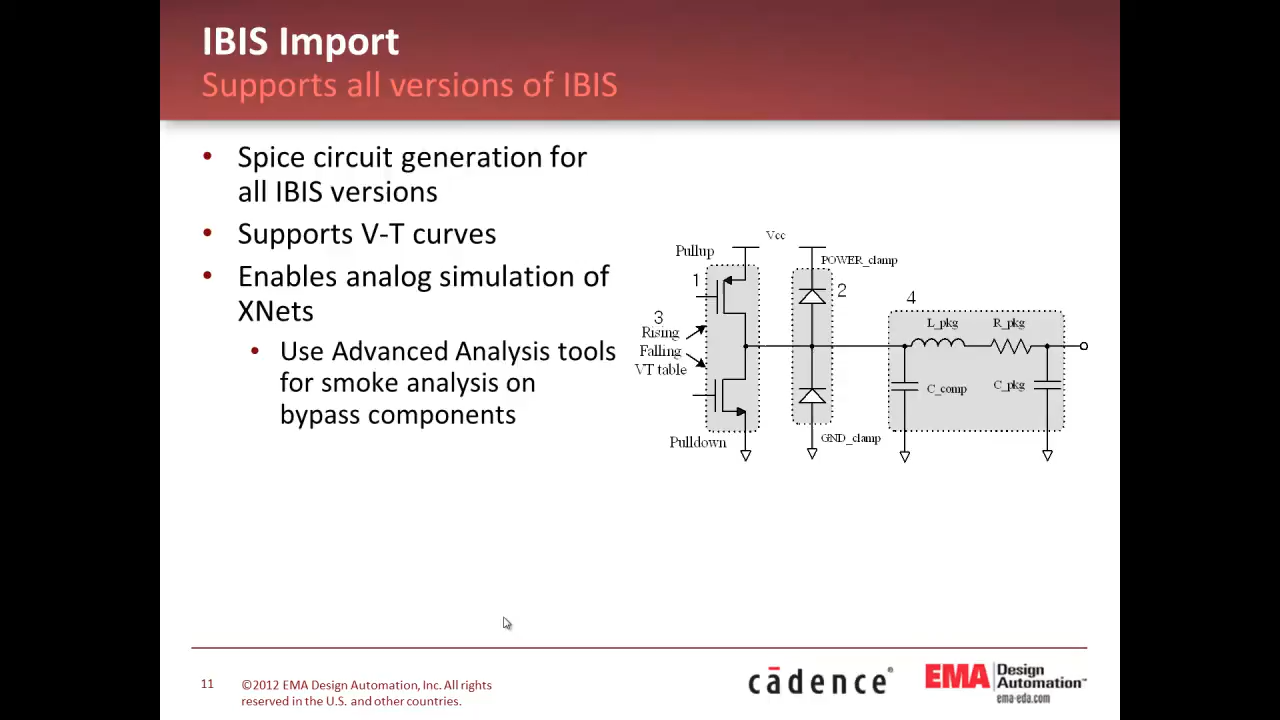 IBIS Import
Supports all versions of IBIS
• Spice circuit generation for
all IBIS versions
• Supports V-T curves
• Enables analog simulation of
XNets
• Use Advanced Analysis tools
for smoke analysis on
bypass components
Vcc
Pullup
POWER_clamp
1
2
3
4
Rising
Falling
VT table
L_pkg
R_pkg
C_comp
C_pkg
Pulldown
GND_clamp
11
©2012 EMA Design Automation, Inc. All rights
reserved in the U.S. and other countries.
cādence®
EMA Design
Automation™
ema-eda.com